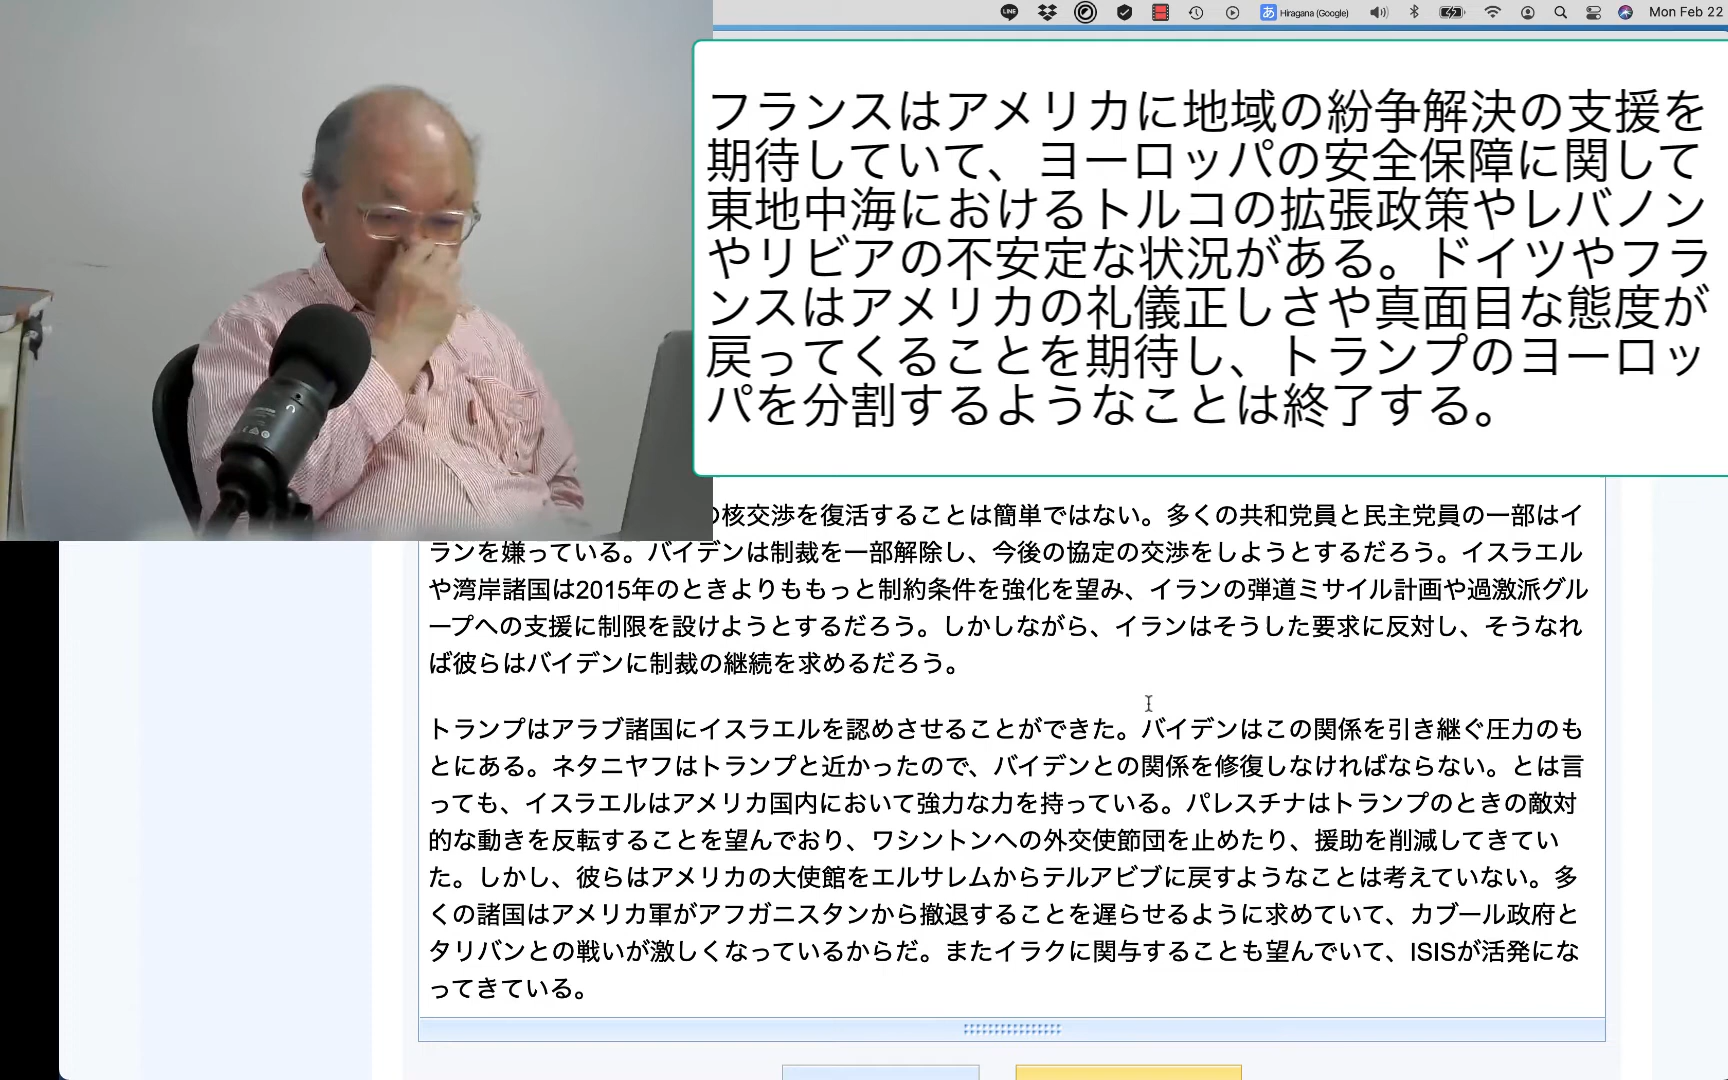 LINE
あ Hiragana (Google)
Mon Feb 22
フランスはアメリカに地域の紛争解決の支援を
期待していて、ヨーロッパの安全保障に関して
東地中海におけるトルコの拡張政策やレバノン
やリビアの不安定な状況がある。ドイツやフラ
ンスはアメリカの礼儀正しさや真面目な態度が
戻ってくることを期待し、トランプのヨーロッ
パを分割するようなことは終了する。
の核交渉を復活することは簡単ではない。多くの共和党員と民主党員の一部はイ
ランを嫌っている。バイデンは制裁を一部解除し、今後の協定の交渉をしようとするだろう。イスラエル
や湾岸諸国は2015年のときよりももっと制約条件を強化を望み、イランの弾道ミサイル計画や過激派グル
ープへの支援に制限を設けようとするだろう。しかしながら、イランはそうした要求に反対し、そうなれ
ば彼らはバイデンに制裁の継続を求めるだろう。
トランプはアラブ諸国にイスラエルを認めさせることができた。バイデンはこの関係を引き継ぐ圧力のも
とにある。ネタニヤフはトランプと近かったので、バイデンとの関係を修復しなければならない。とは言
っても、イスラエルはアメリカ国内において強力な力を持っている。パレスチナはトランプのときの敵対
的な動きを反転することを望んでおり、ワシントンへの外交使節団を止めたり、援助を削減してきてい
た。しかし、彼らはアメリカの大使館をエルサレムからテルアビブに戻すようなことは考えていない。多
くの諸国はアメリカ軍がアフガニスタンから撤退することを遅らせるように求めていて、カブール政府と
タリバンとの戦いが激しくなっているからだ。またイラクに関与することも望んでいて、ISISが活発にな
ってきている。